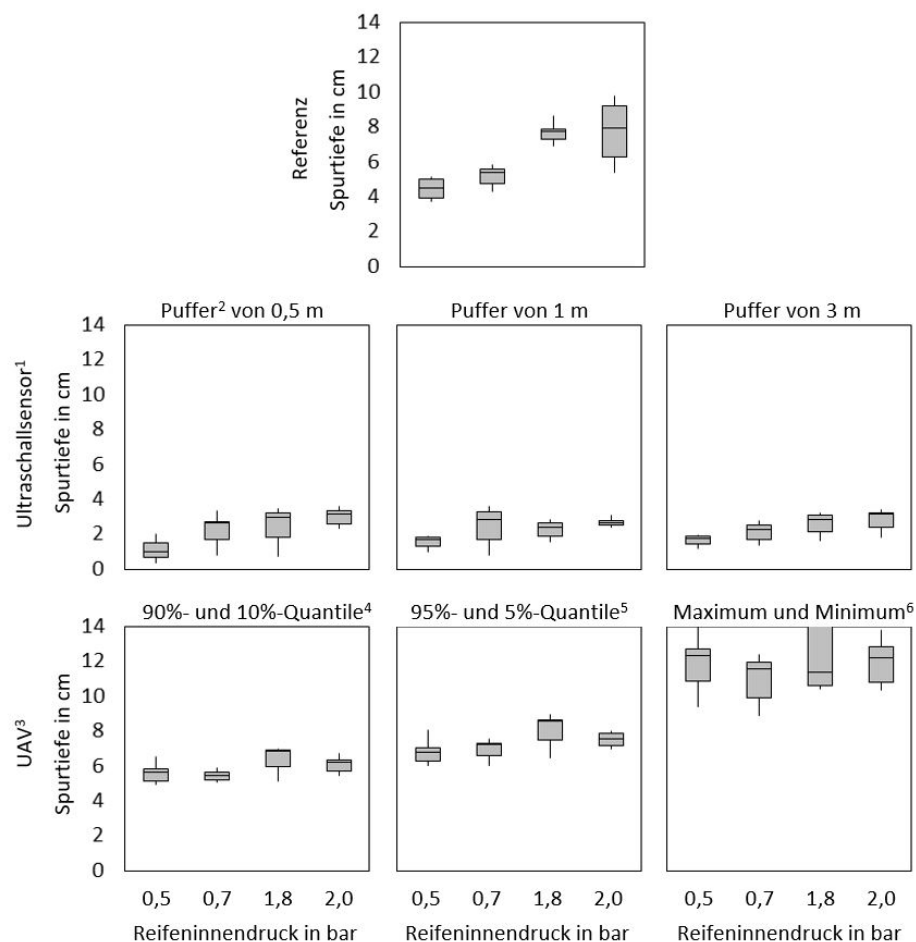 Referenz
Spurtiefe in cm
14
12
10
8
6
4
2
0
Puffer² von 0,5 m
Puffer von 1 m
Puffer von 3 m
Ultraschallsensor¹
Spurtiefe in cm
14
12
10
8
6
4
2
0
90%- und 10%-Quantile⁴
95%- und 5%-Quantile⁵
Maximum und Minimum⁶
UAV³
Spurtiefe in cm
14
12
10
8
6
4
2
0
0,5 0,7 1,8 2,0
0,5 0,7 1,8 2,0
0,5 0,7 1,8 2,0
Reifeninnendruck in bar
Reifeninnendruck in bar
Reifeninnendruck in bar